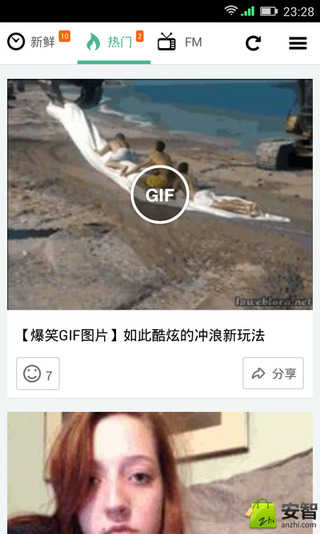 23:28
新鲜 10 热门 2 FM
GIF
laweblora.net
【爆笑GIF图片】如此酷炫的冲浪新玩法
7 分享
安智
anzhi.com